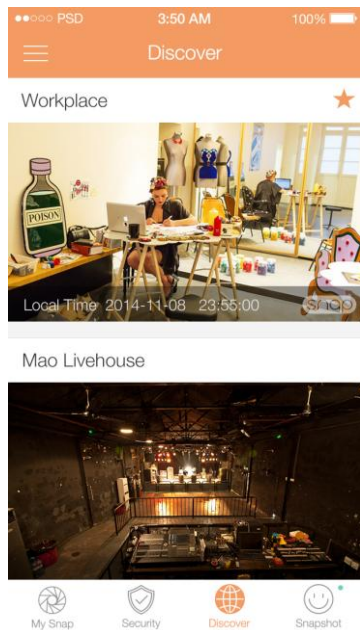 PSD 3:50 AM 100%
Discover
Workplace
POISON
Local Time 2014-11-08 23:55:00 snap
Mao Livehouse
My Snap Security Discover Snapshot